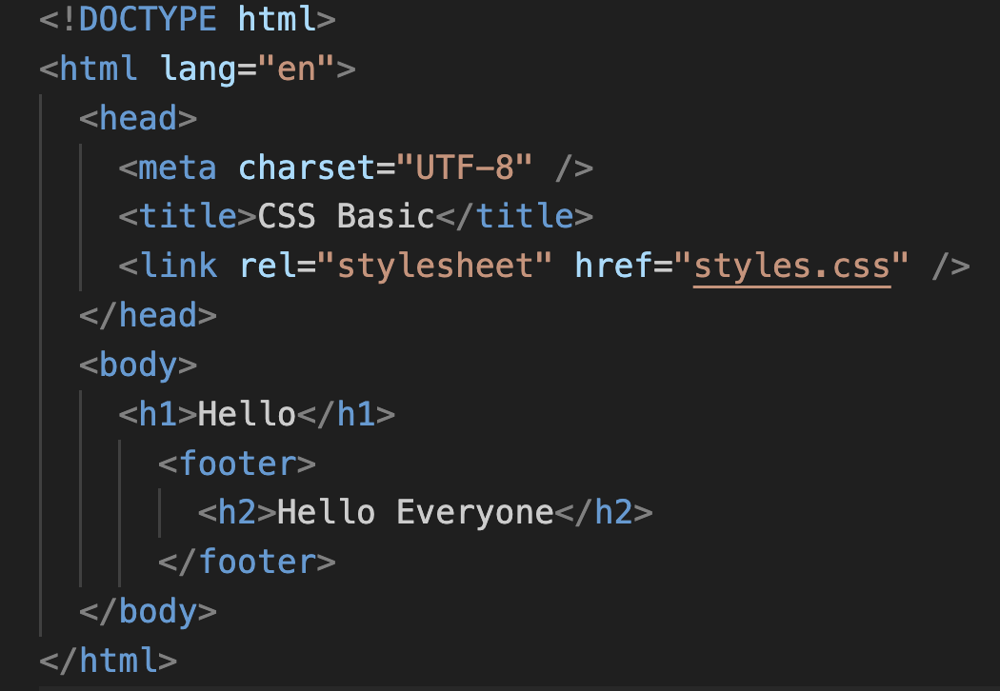 <!DOCTYPE html>
<html lang="en">
  <head>
    <meta charset="UTF-8" />
    <title>CSS Basic</title>
    <link rel="stylesheet" href="styles.css" />
  </head>
  <body>
    <h1>Hello</h1>
      <footer>
        <h2>Hello Everyone</h2>
      </footer>
  </body>
</html>